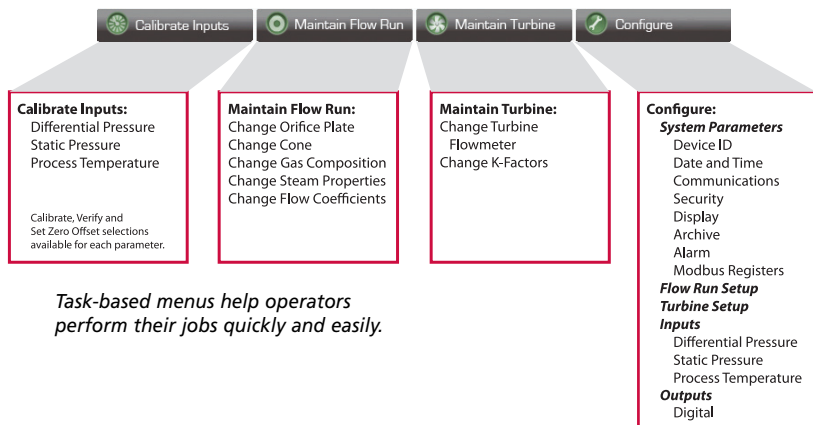 Calibrate Inputs
Maintain Flow Run
Maintain Turbine
Configure
Calibrate Inputs:
Differential Pressure
Static Pressure
Process Temperature
Calibrate, Verify and
Set Zero Offset selections
available for each parameter.
Maintain Flow Run:
Change Orifice Plate
Change Cone
Change Gas Composition
Change Steam Properties
Change Flow Coefficients
Maintain Turbine:
Change Turbine
Flowmeter
Change K-Factors
Configure:
System Parameters
Device ID
Date and Time
Communications
Security
Display
Archive
Alarm
Modbus Registers
Flow Run Setup
Turbine Setup
Inputs
Differential Pressure
Static Pressure
Process Temperature
Outputs
Digital
Task-based menus help operators
perform their jobs quickly and easily.